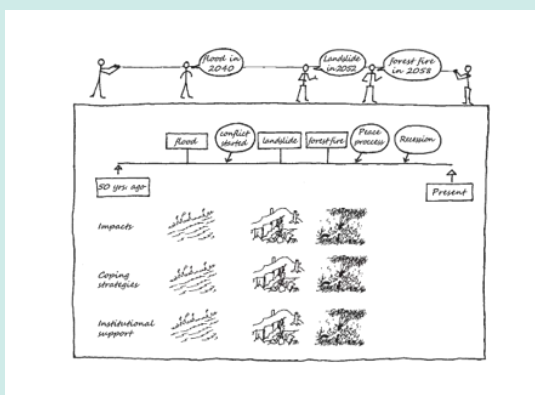 flood in
2040
Landslide
in 2052
forest fire
in 2058
flood
conflict
started
landslide
forest fire
Peace
proccess
Recession
50 yrs. ago
Present
Impacts
Coping
strategies
Institutional
support